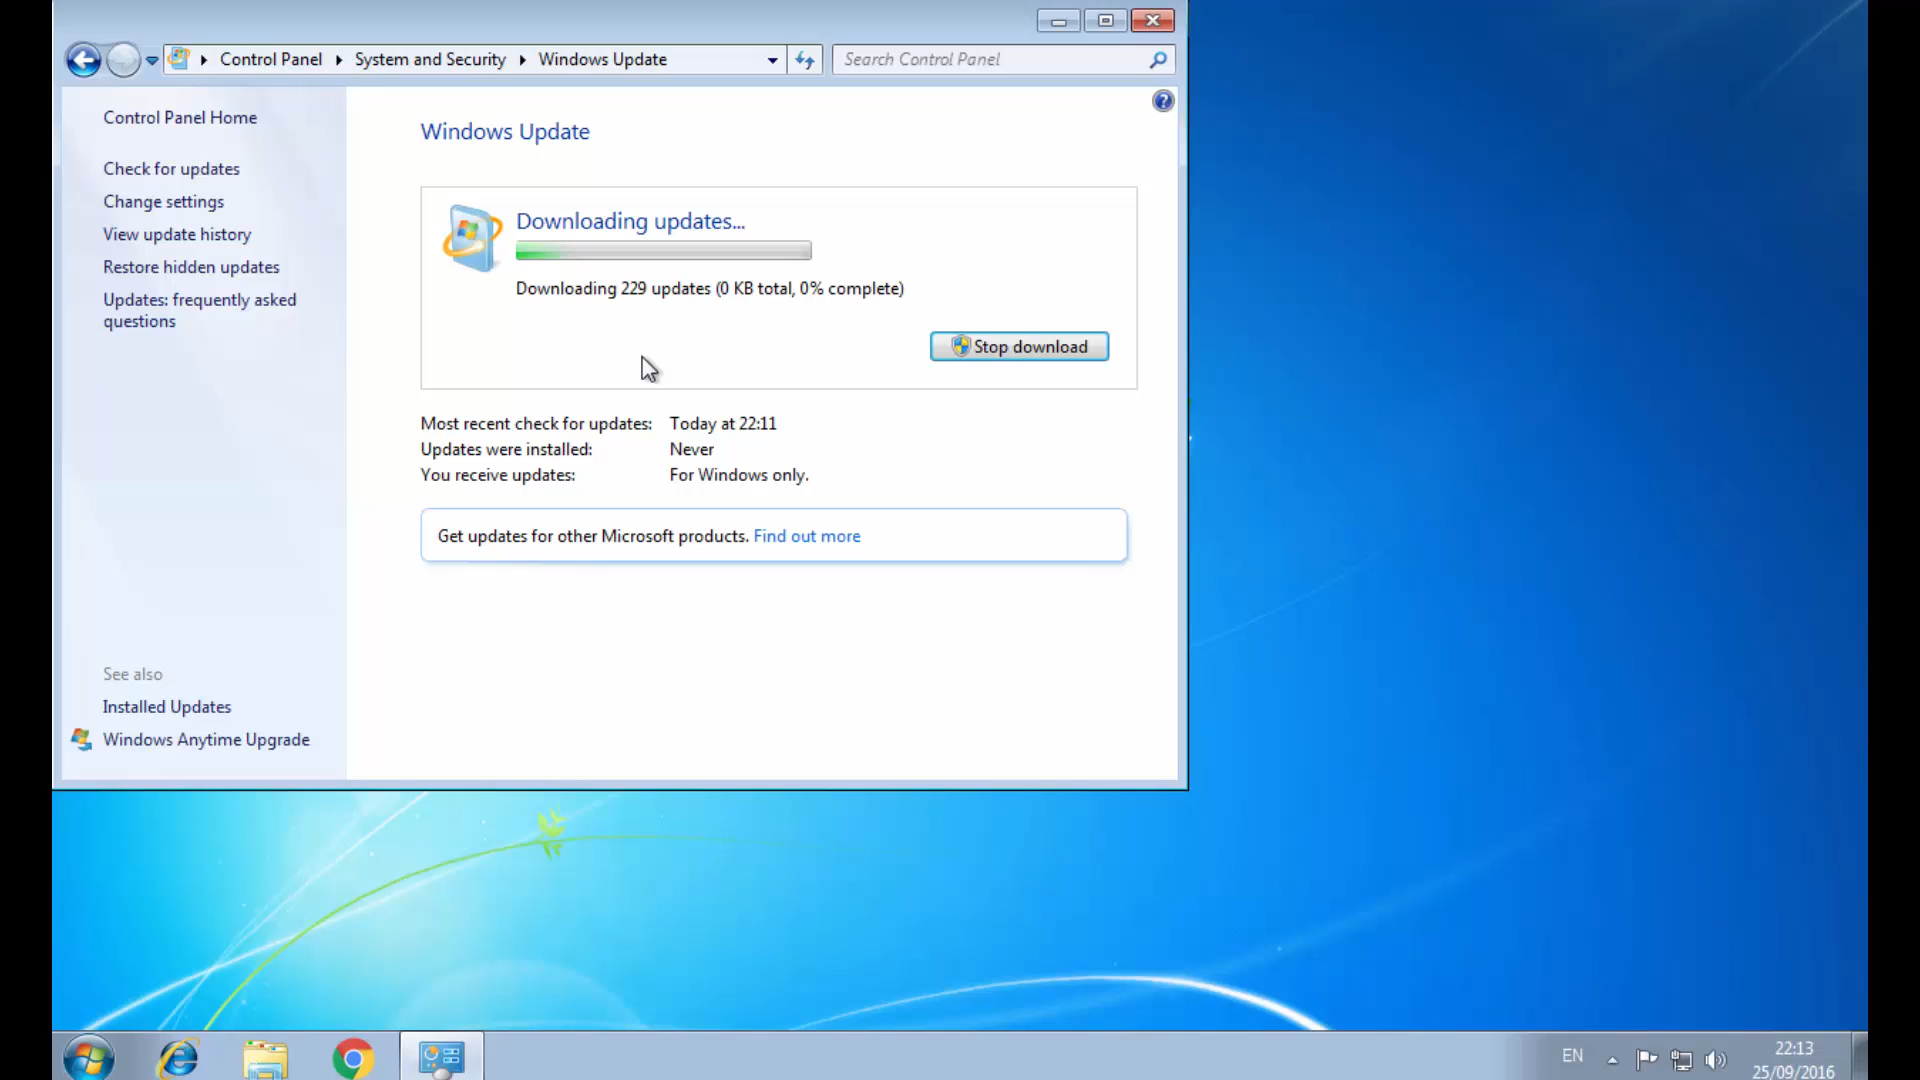 Control Panel
System and Security
Windows Update
Search Control Panel
Control Panel Home
Check for updates
Change settings
View update history
Restore hidden updates
Updates: frequently asked
questions
See also
Installed Updates
Windows Anytime Upgrade
Windows Update
Downloading updates...
Downloading 229 updates (0 KB total, 0% complete)
Stop download
Most recent check for updates: Today at 22:11
Updates were installed: Never
You receive updates: For Windows only.
Get updates for other Microsoft products. Find out more
EN
22:13
25/09/2016